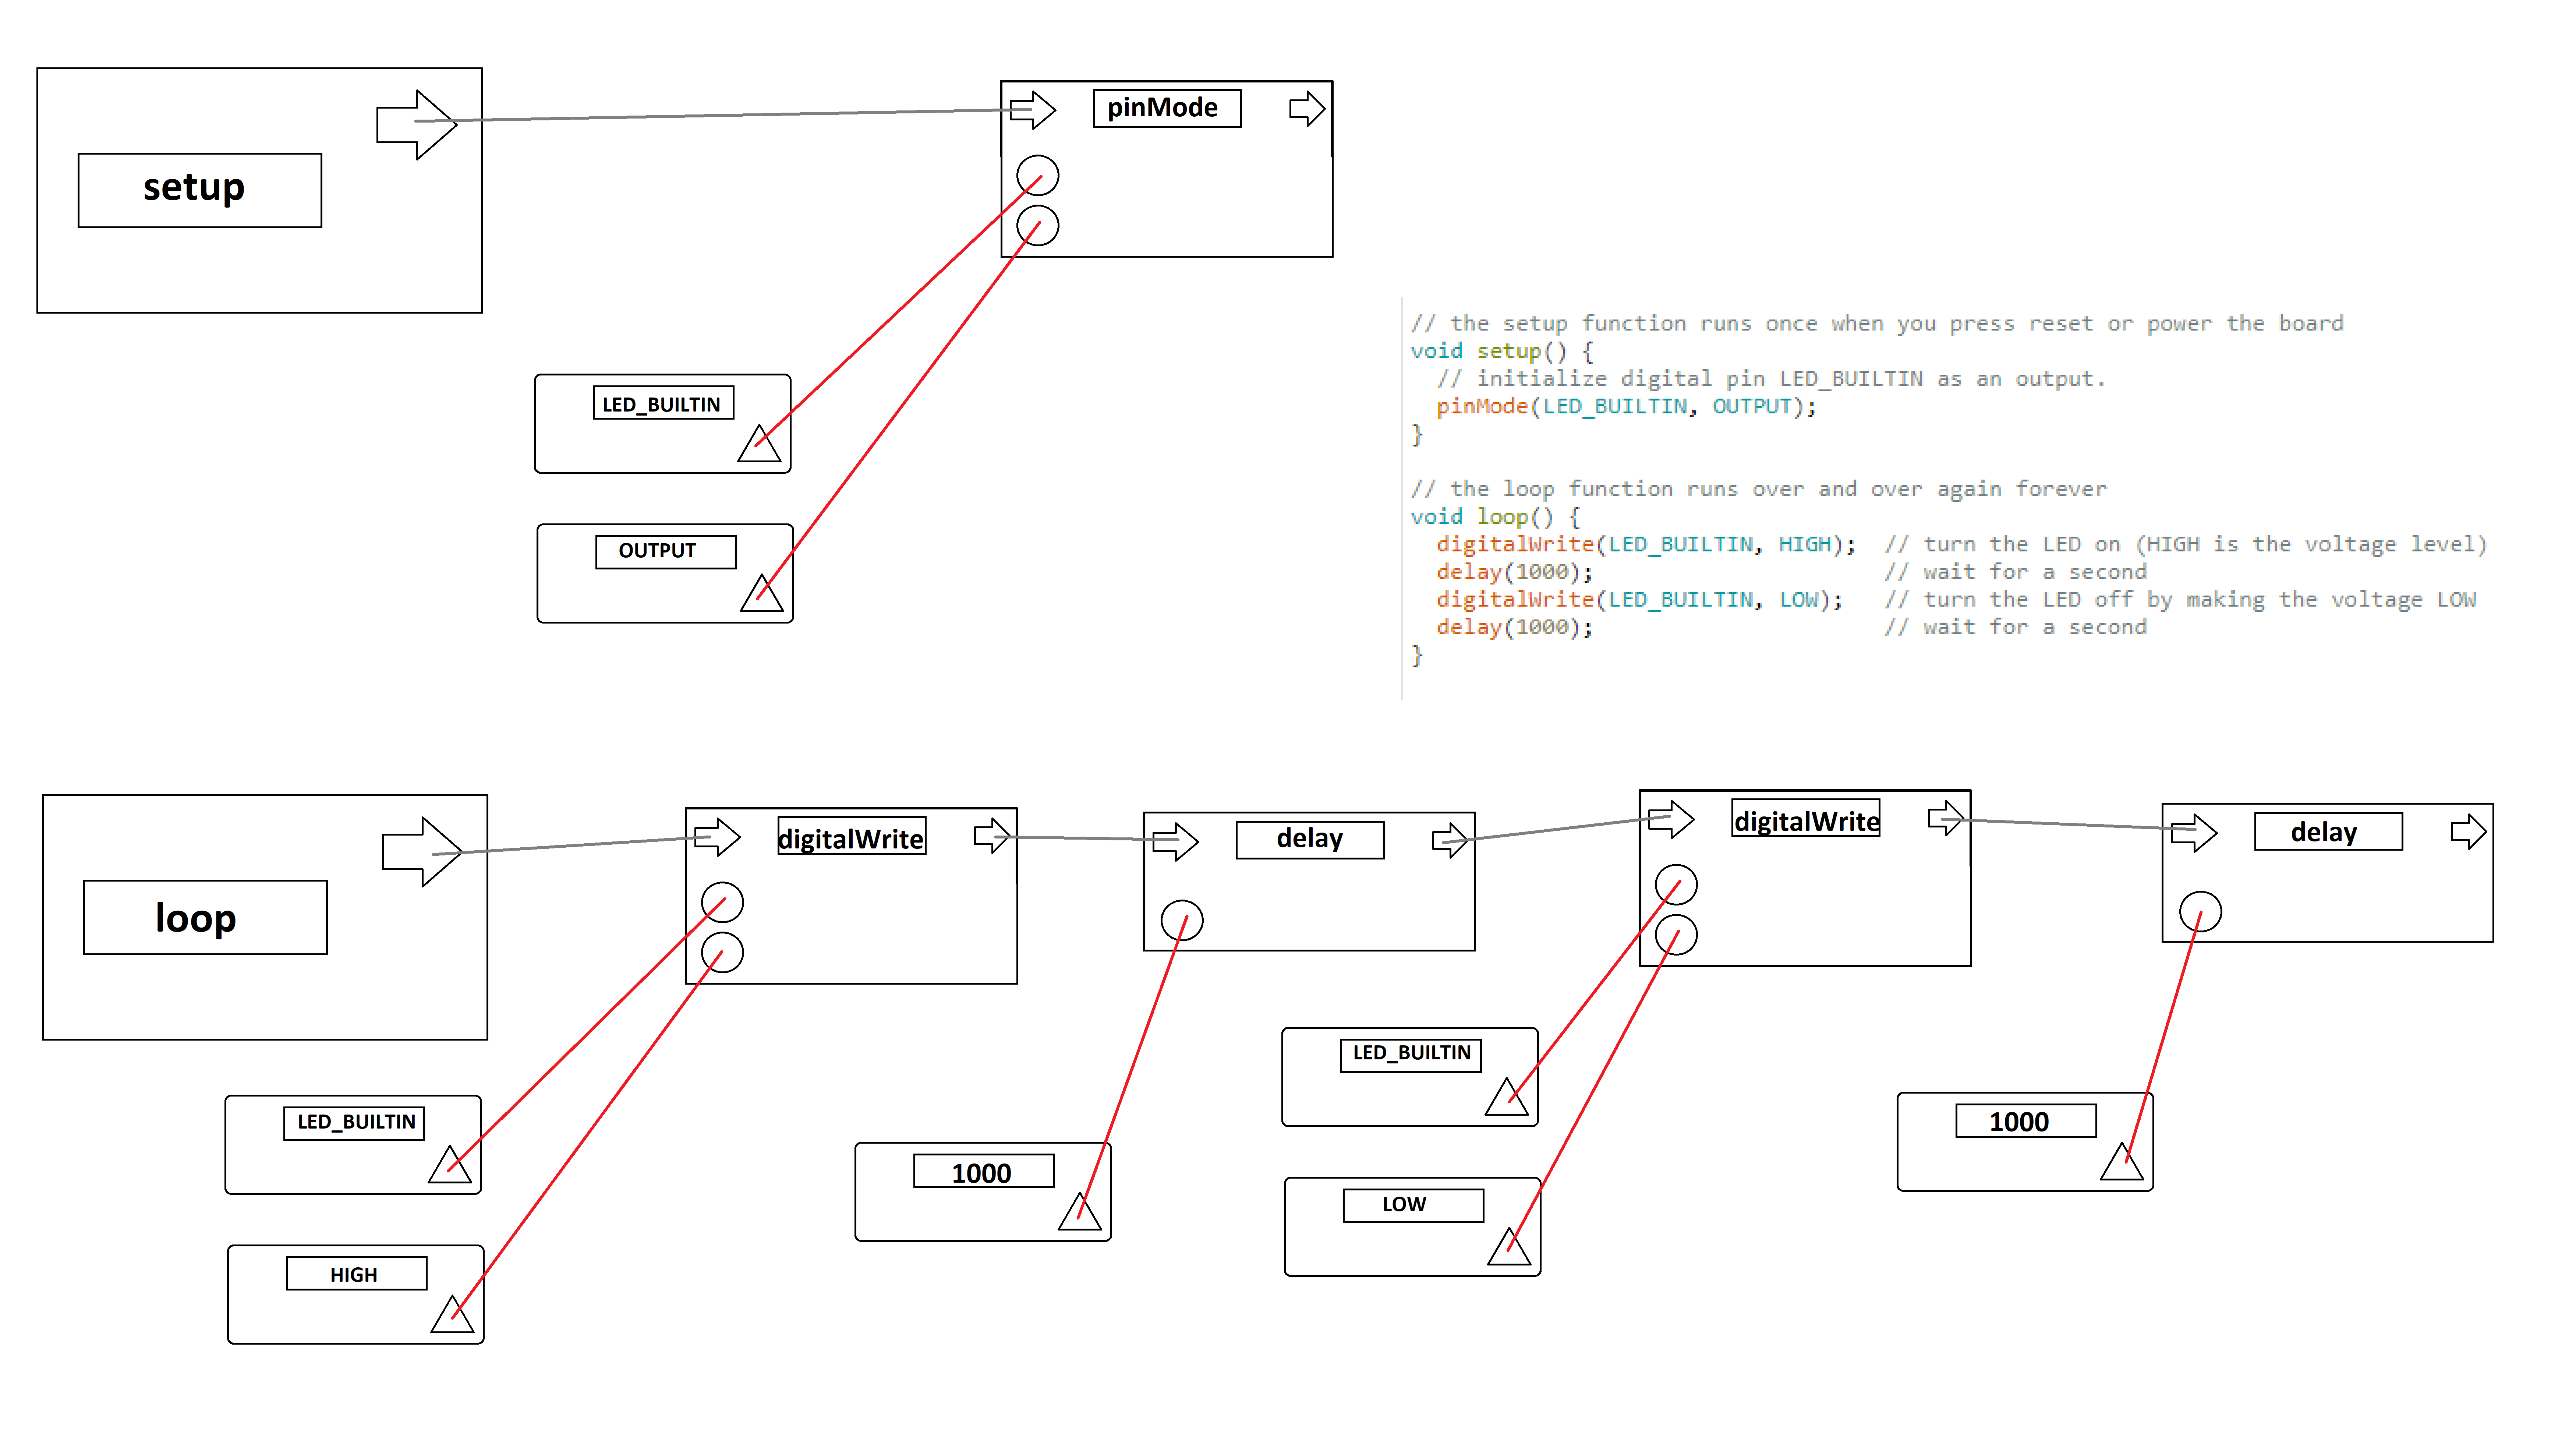 setup
pinMode
LED_BUILTIN
OUTPUT
// the setup function runs once when you press reset or power the board
void setup() {
  // initialize digital pin LED_BUILTIN as an output.
  pinMode(LED_BUILTIN, OUTPUT);
}
// the loop function runs over and over again forever
void loop() {
  digitalWrite(LED_BUILTIN, HIGH);  // turn the LED on (HIGH is the voltage level)
  delay(1000);                      // wait for a second
  digitalWrite(LED_BUILTIN, LOW);   // turn the LED off by making the voltage LOW
  delay(1000);                      // wait for a second
}
loop
digitalWrite
delay
digitalWrite
delay
LED_BUILTIN
HIGH
1000
LED_BUILTIN
LOW
1000